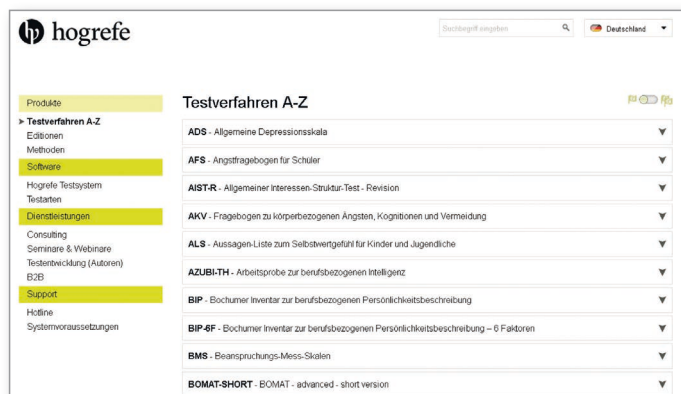 hp hogrefe
Suchbegriff eingeben
Deutschland
Produkte
Testverfahren A-Z
Editionen
Methoden
Software
Hogrefe Testsystem
Testarten
Dienstleistungen
Consulting
Seminare & Webinare
Testentwicklung (Autoren)
B2B
Support
Hotline
Systemvoraussetzungen
Testverfahren A-Z
ADS - Allgemeine Depressionsskala
AFS - Angstfragebogen für Schüler
AIST-R - Allgemeiner Interessen-Struktur-Test - Revision
AKV - Fragebogen zu körperbezogenen Ängsten, Kognitionen und Vermeidung
ALS - Aussagen-Liste zum Selbstwertgefühl für Kinder und Jugendliche
AZUBI-TH - Arbeitsprobe zur berufsbezogenen Intelligenz
BIP - Bochumer Inventar zur berufsbezogenen Persönlichkeitsbeschreibung
BIP-6F - Bochumer Inventar zur berufsbezogenen Persönlichkeitsbeschreibung – 6 Faktoren
BMS - Beanspruchungs-Mess-Skalen
BOMAT-SHORT - BOMAT - advanced - short version